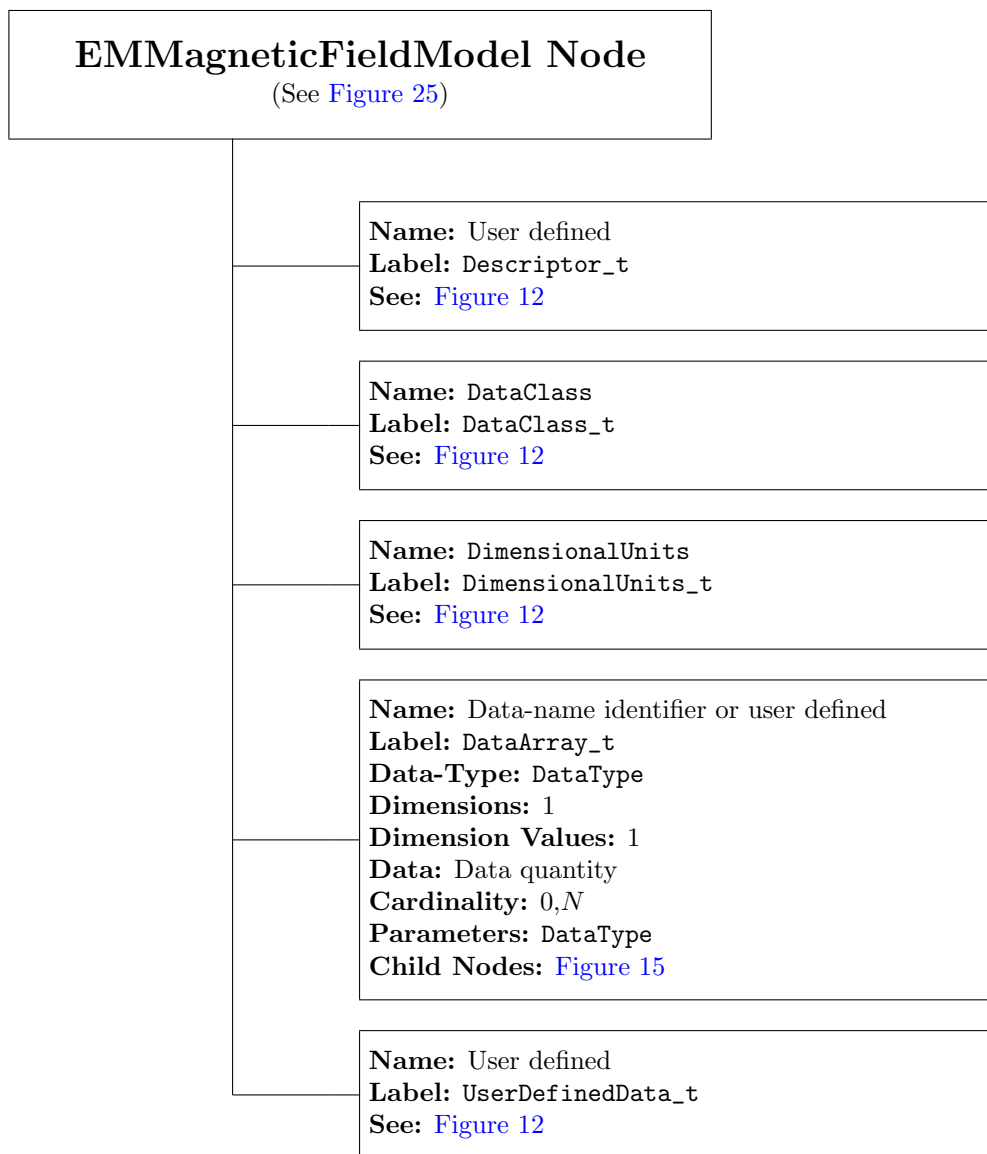 EMMagneticFieldModel Node
(See Figure 25)
Name: User defined
Label: Descriptor_t
See: Figure 12
Name: DataClass
Label: DataClass_t
See: Figure 12
Name: DimensionalUnits
Label: DimensionalUnits_t
See: Figure 12
Name: Data-name identifier or user defined
Label: DataArray_t
Data-Type: DataType
Dimensions: 1
Dimension Values: 1
Data: Data quantity
Cardinality: 0,N
Parameters: DataType
Child Nodes: Figure 15
Name: User defined
Label: UserDefinedData_t
See: Figure 12